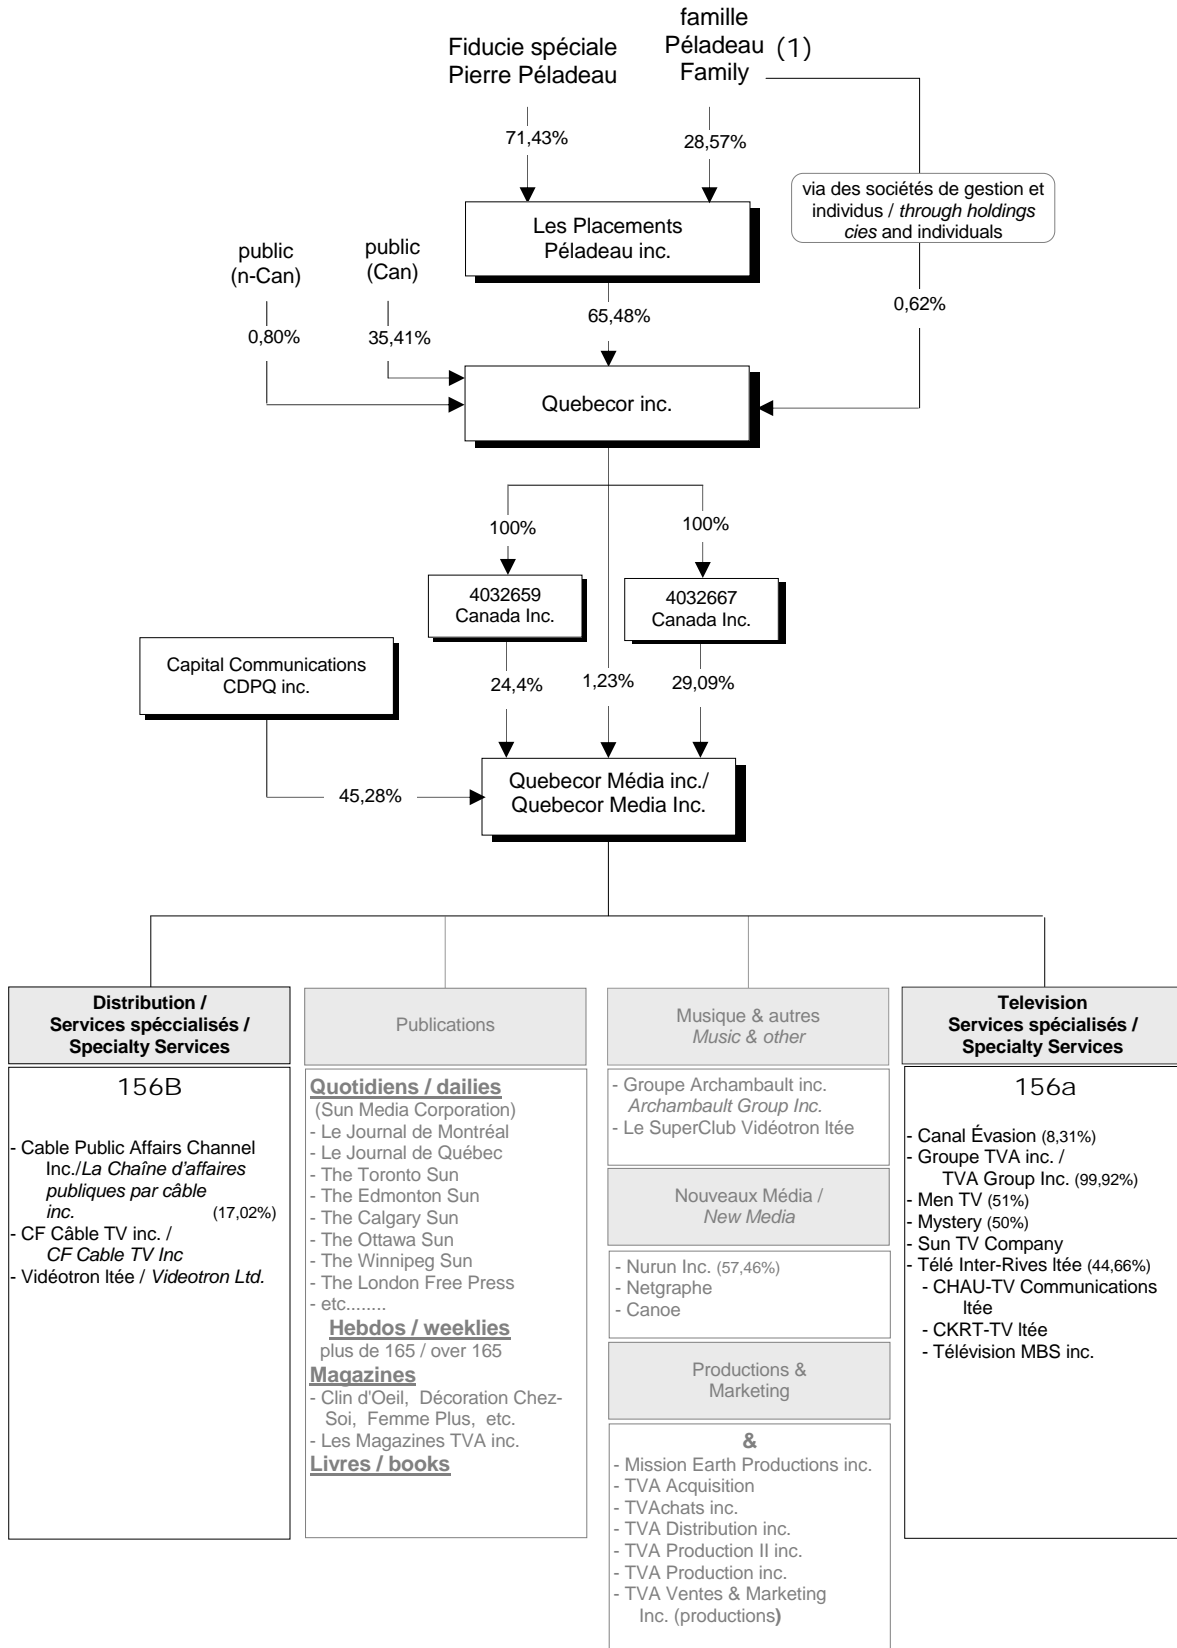 famille
Péladeau (1)
Family
Fiducie spéciale
Pierre Péladeau
71,43%
28,57%
via des sociétés de gestion et
individus / through holdings
cies and individuals
Les Placements
Péladeau inc.
public
(n-Can)
public
(Can)
0,80%
35,41%
65,48%
0,62%
Quebecor inc.
100%
100%
4032659
Canada Inc.
4032667
Canada Inc.
Capital Communications
CDPQ inc.
24,4%
1,23%
29,09%
45,28%
Quebecor Média inc./
Quebecor Media Inc.
Distribution /
Services spéccialisés /
Specialty Services
156B
- Cable Public Affairs Channel
Inc./La Chaîne d'affaires
publiques par câble
inc. (17,02%)
- CF Câble TV inc. /
CF Cable TV Inc
- Vidéotron ltée / Videotron Ltd.
Publications
Quotidiens / dailies
(Sun Media Corporation)
- Le Journal de Montréal
- Le Journal de Québec
- The Toronto Sun
- The Edmonton Sun
- The Calgary Sun
- The Ottawa Sun
- The Winnipeg Sun
- The London Free Press
- etc........
Hebdos / weeklies
plus de 165 / over 165
Magazines
- Clin d'Oeil, Décoration Chez-
Soi, Femme Plus, etc.
- Les Magazines TVA inc.
Livres / books
Musique & autres
Music & other
- Groupe Archambault inc.
Archambault Group Inc.
- Le SuperClub Vidéotron ltée
Nouveaux Média /
New Media
- Nurun Inc. (57,46%)
- Netgraphe
- Canoe
Productions &
Marketing
&
- Mission Earth Productions inc.
- TVA Acquisition
- TVAchats inc.
- TVA Distribution inc.
- TVA Production II inc.
- TVA Production inc.
- TVA Ventes & Marketing
Inc. (productions)
Television
Services spécialisés /
Specialty Services
156a
- Canal Évasion (8,31%)
- Groupe TVA inc. /
TVA Group Inc. (99,92%)
- Men TV (51%)
- Mystery (50%)
- Sun TV Company
- Télé Inter-Rives ltée (44,66%)
- CHAU-TV Communications
ltée
- CKRT-TV ltée
- Télévision MBS inc.